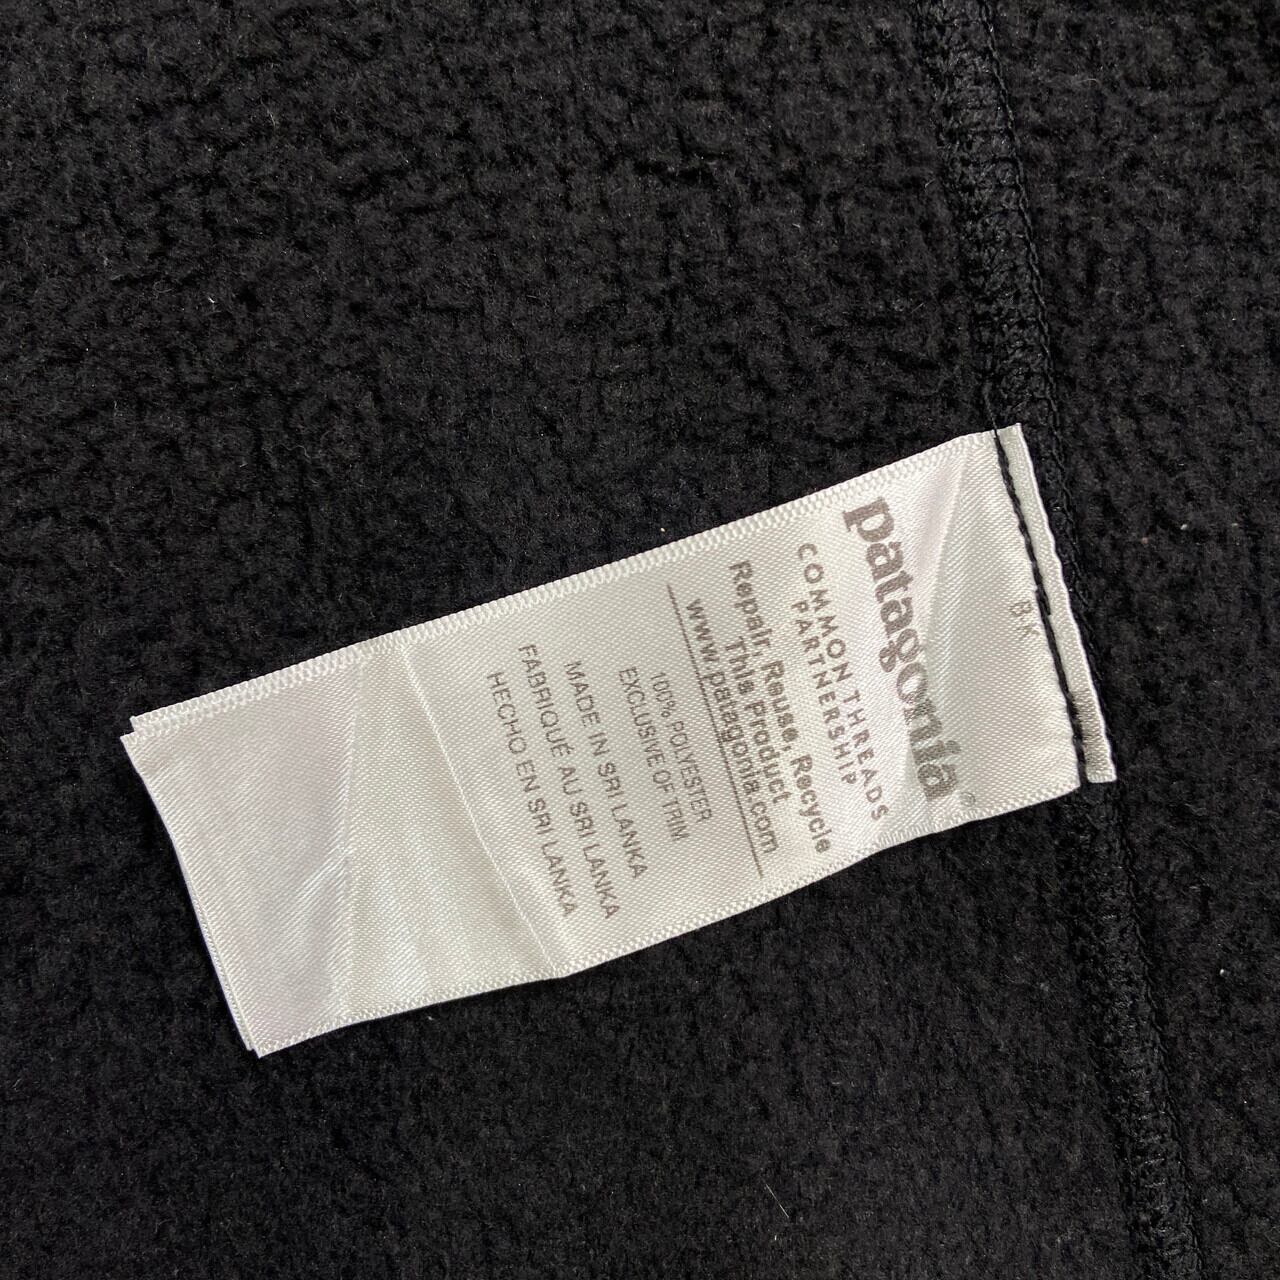 BK
patagonia®
COMMON THREADS
PARTNERSHIP
Repair, Reuse, Recycle
This Product
www.patagonia.com
100% POLYESTER
EXCLUSIVE OF TRIM
MADE IN SRI LANKA
FABRIQUÉ AU SRI LANKA
HECHO EN SRI LANKA